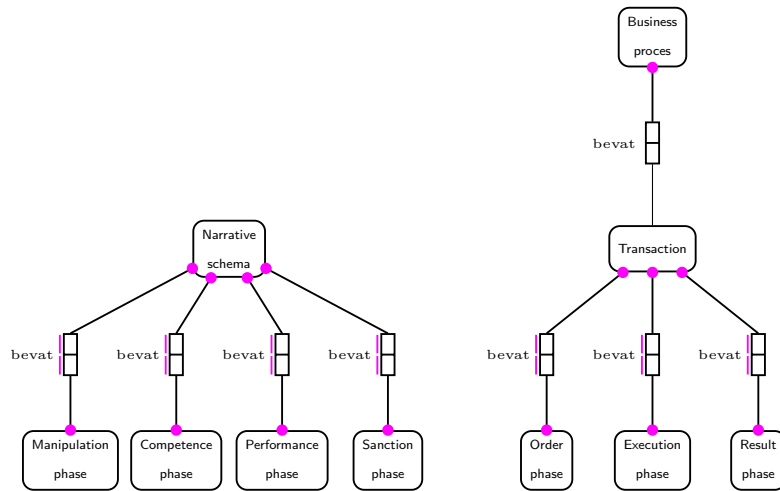 Business
proces
bevat
Narrative
schema
Transaction
bevat
bevat
bevat
bevat
bevat
bevat
bevat
Manipulation
phase
Competence
phase
Performance
phase
Sanction
phase
Order
phase
Execution
phase
Result
phase